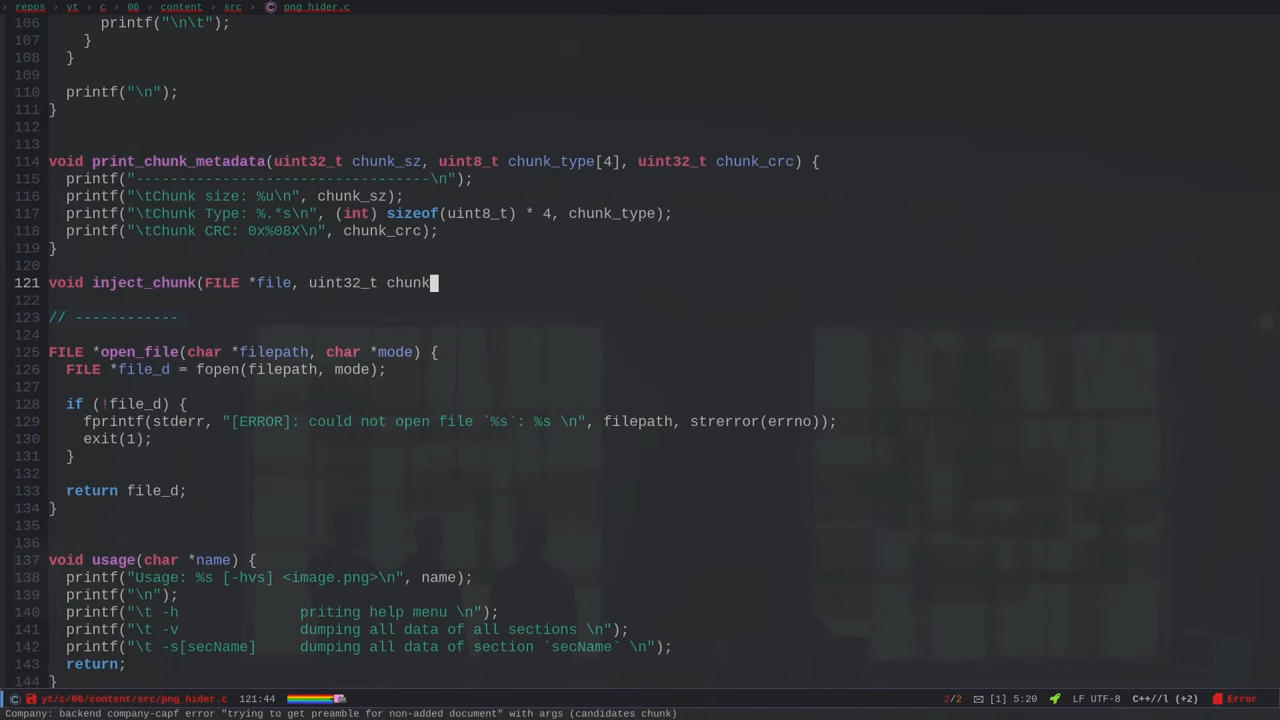 › repos › yt › c › 06 › content › src › C png_hider.c
106 printf("\n\t");
107 }
108 }
109
110 printf("\n");
111 }
112
113
114 void print_chunk_metadata(uint32_t chunk_sz, uint8_t chunk_type[4], uint32_t chunk_crc) {
115 printf("----------------------------------\n");
116 printf("\tChunk size: %u\n", chunk_sz);
117 printf("\tChunk Type: %.*s\n", (int) sizeof(uint8_t) * 4, chunk_type);
118 printf("\tChunk CRC: 0x%08X\n", chunk_crc);
119 }
120
121 void inject_chunk(FILE *file, uint32_t chunk
122
123 // ------------
124
125 FILE *open_file(char *filepath, char *mode) {
126 FILE *file_d = fopen(filepath, mode);
127
128 if (!file_d) {
129 fprintf(stderr, "[ERROR]: could not open file `%s`: %s \n", filepath, strerror(errno));
130 exit(1);
131 }
132
133 return file_d;
134 }
135
136
137 void usage(char *name) {
138 printf("Usage: %s [-hvs] <image.png>\n", name);
139 printf("\n");
140 printf("\t -h priting help menu \n");
141 printf("\t -v dumping all data of all sections \n");
142 printf("\t -s[secName] dumping all data of section `secName` \n");
143 return;
144 }
C yt/c/06/content/src/png_hider.c 121:44 2/2 [1] 5:20 LF UTF-8 C++//l (+2) Error
Company: backend company-capf error "trying to get preamble for non-added document" with args (candidates chunk)